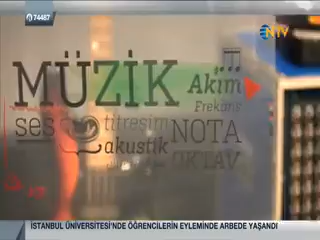 74487
NTV
MÜZİK
Akım
Frekans
ses
titreşim
NOTA
akustik
OKTAV
İSTANBUL ÜNİVERSİTESİ'NDE ÖĞRENCİLERİN EYLEMİNDE ARBEDE YAŞANDI